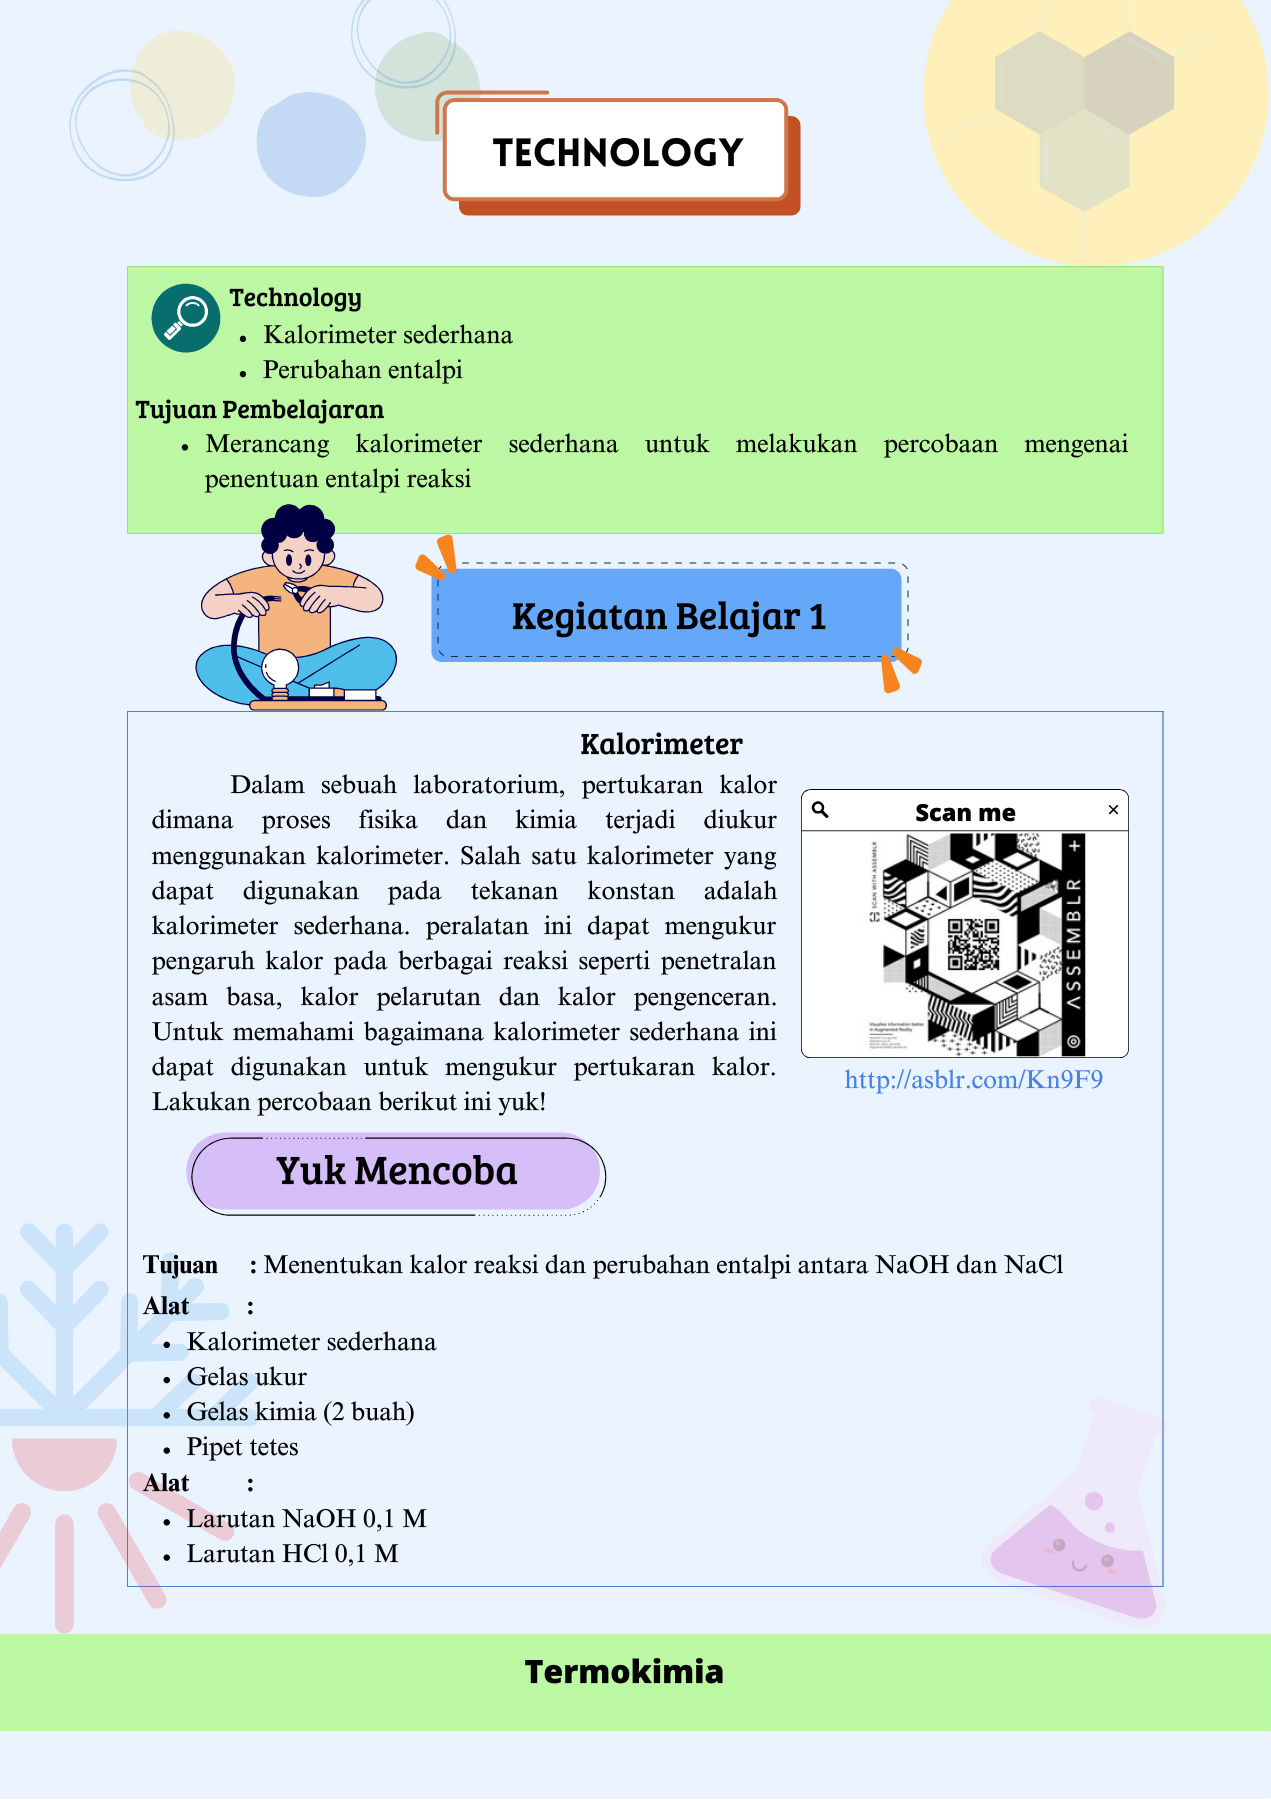 TECHNOLOGY
Technology
• Kalorimeter sederhana
• Perubahan entalpi
Tujuan Pembelajaran
• Merancang kalorimeter sederhana untuk melakukan percobaan mengenai
penentuan entalpi reaksi
Kegiatan Belajar 1
Kalorimeter
Dalam sebuah laboratorium, pertukaran kalor
dimana proses fisika dan kimia terjadi diukur
menggunakan kalorimeter. Salah satu kalorimeter yang
dapat digunakan pada tekanan konstan adalah
kalorimeter sederhana. peralatan ini dapat mengukur
pengaruh kalor pada berbagai reaksi seperti penetralan
asam basa, kalor pelarutan dan kalor pengenceran.
Untuk memahami bagaimana kalorimeter sederhana ini
dapat digunakan untuk mengukur pertukaran kalor.
Lakukan percobaan berikut ini yuk!
Scan me
SCAN WITH ASSEMBLR
ASSEMBLR
Visualize information better
in Augmented Reality
http://asblr.com/Kn9F9
Yuk Mencoba
Tujuan : Menentukan kalor reaksi dan perubahan entalpi antara NaOH dan NaCl
Alat :
• Kalorimeter sederhana
• Gelas ukur
• Gelas kimia (2 buah)
• Pipet tetes
Alat :
• Larutan NaOH 0,1 M
• Larutan HCl 0,1 M
Termokimia